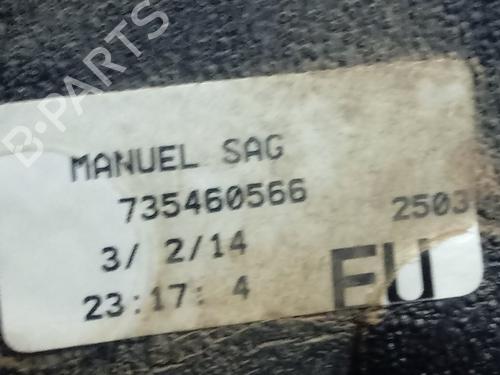 B-PARTS
MANUEL SAG
735460566 2503
3/ 2/14
23:17: 4 EU